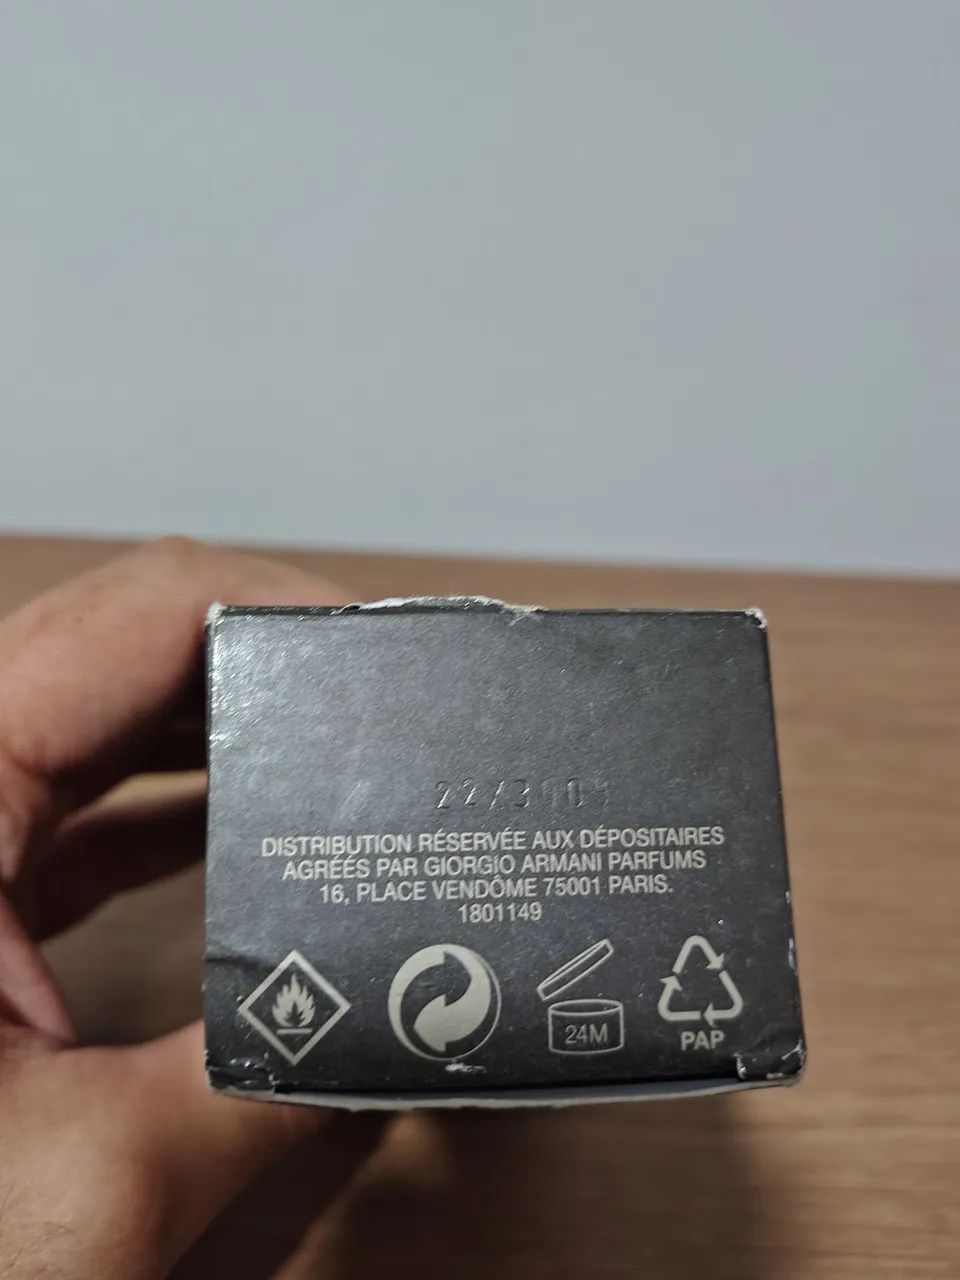 DISTRIBUTION RÉSERVÉE AUX DÉPOSITAIRES
AGRÉÉS PAR GIORGIO ARMANI PARFUMS
16, PLACE VENDÔME 75001 PARIS.
1801149
24M
PAP